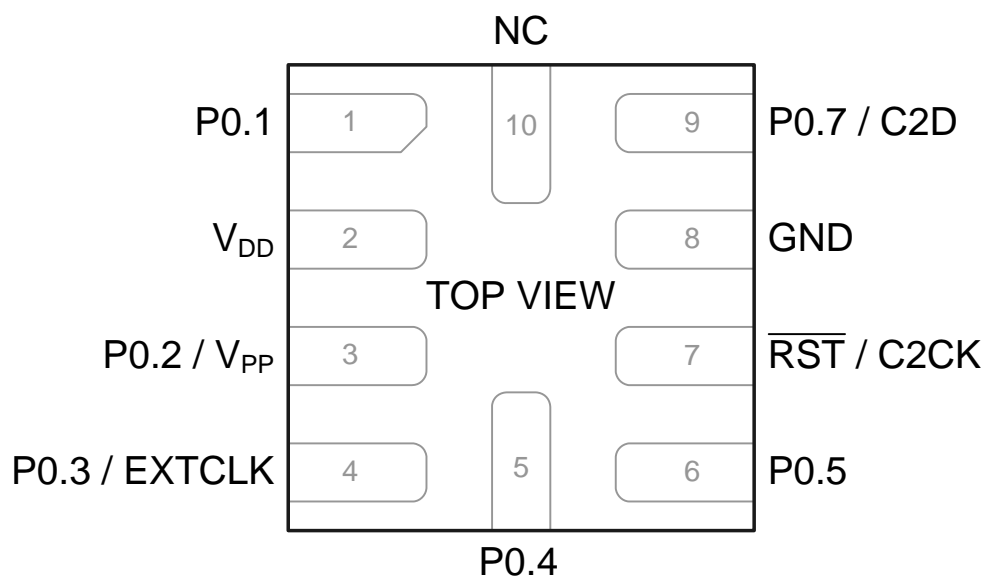 NC
P0.1 1 10 9 P0.7 / C2D
VDD 2 8 GND
TOP VIEW
P0.2 / VPP 3 7 RST / C2CK
P0.3 / EXTCLK 4 5 6 P0.5
P0.4